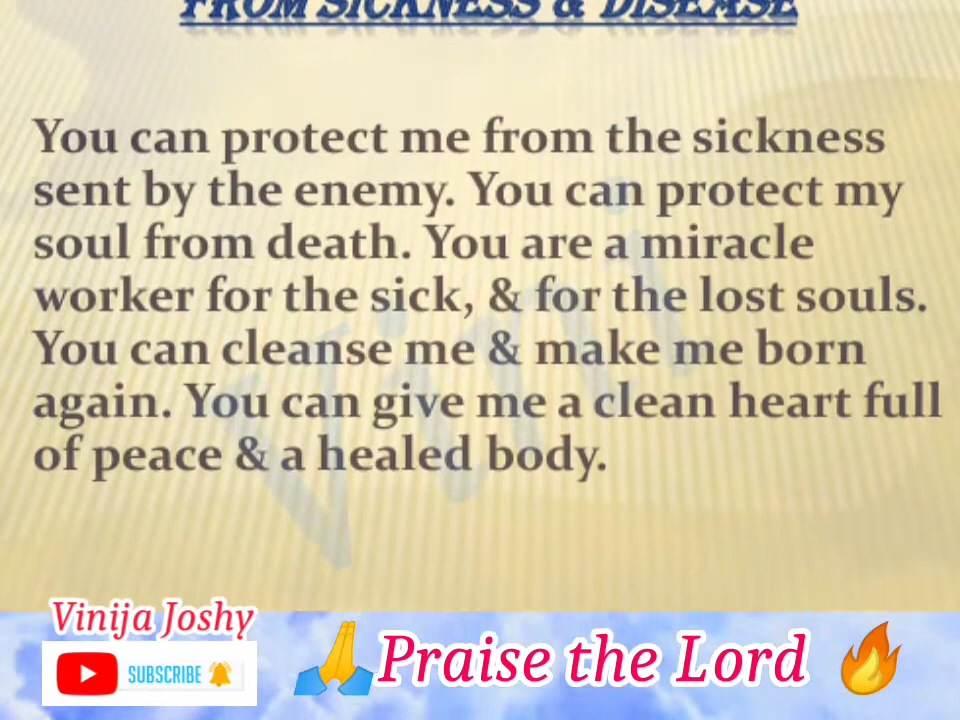 FROM SICKNESS & DISEASE
You can protect me from the sickness
sent by the enemy. You can protect my
soul from death. You are a miracle
worker for the sick, & for the lost souls.
You can cleanse me & make me born
again. You can give me a clean heart full
of peace & a healed body.
Vini
Vinija Joshy
SUBSCRIBE
Praise the Lord